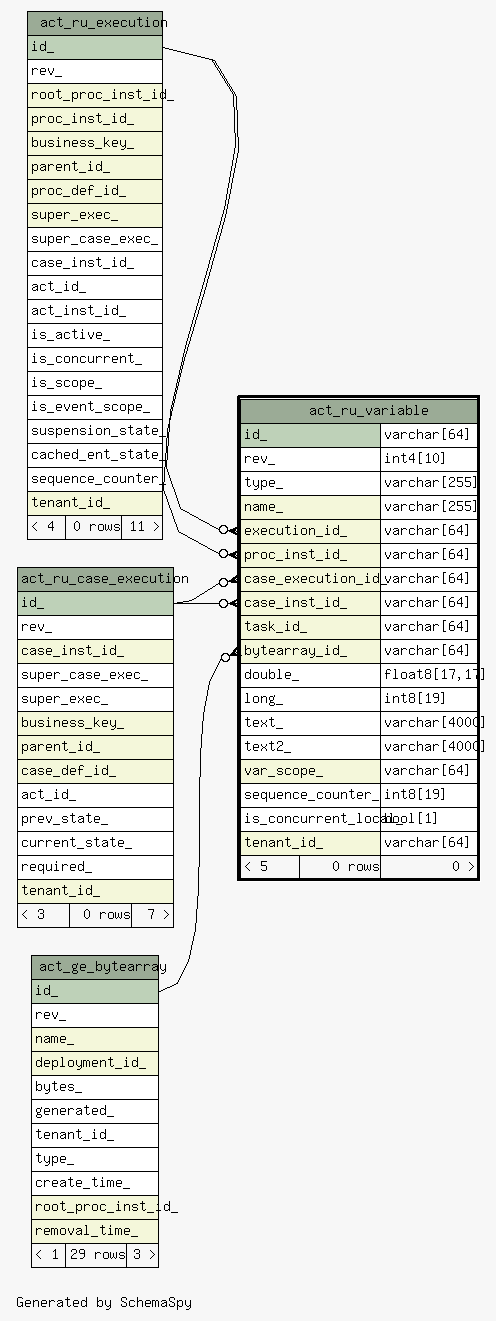 act_ru_execution
id_
rev_
root_proc_inst_id_
proc_inst_id_
business_key_
parent_id_
proc_def_id_
super_exec_
super_case_exec_
case_inst_id_
act_id_
act_inst_id_
is_active_
is_concurrent_
is_scope_
is_event_scope_
suspension_state_
cached_ent_state_
sequence_counter_
tenant_id_
< 4 0 rows 11 >
act_ru_variable
id_ varchar[64]
rev_ int4[10]
type_ varchar[255]
name_ varchar[255]
execution_id_ varchar[64]
proc_inst_id_ varchar[64]
case_execution_id_ varchar[64]
case_inst_id_ varchar[64]
task_id_ varchar[64]
bytearray_id_ varchar[64]
double_ float8[17,17]
long_ int8[19]
text_ varchar[4000]
text2_ varchar[4000]
var_scope_ varchar[64]
sequence_counter_ int8[19]
is_concurrent_local_ bool[1]
tenant_id_ varchar[64]
< 5 0 rows 0 >
act_ru_case_execution
id_
rev_
case_inst_id_
super_case_exec_
super_exec_
business_key_
parent_id_
case_def_id_
act_id_
prev_state_
current_state_
required_
tenant_id_
< 3 0 rows 7 >
act_ge_bytearray
id_
rev_
name_
deployment_id_
bytes_
generated_
tenant_id_
type_
create_time_
root_proc_inst_id_
removal_time_
< 1 29 rows 3 >
Generated by SchemaSpy